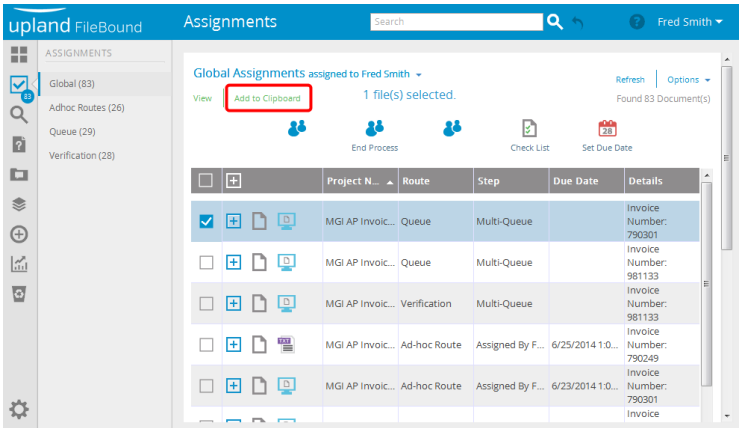 upland FileBound
Assignments
Search
Fred Smith
ASSIGNMENTS
Global (83)
Adhoc Routes (26)
Queue (29)
Verification (28)
83
Global Assignments assigned to Fred Smith
Refresh
Options
View
Add to Clipboard
1 file(s) selected.
Found 83 Document(s)
28
End Process
Check List
Set Due Date
Project N...
Route
Step
Due Date
Details
MGI AP Invoic...
Queue
Multi-Queue
Invoice
Number:
790301
MGI AP Invoic...
Queue
Multi-Queue
Invoice
Number:
981133
MGI AP Invoic...
Verification
Multi-Queue
Invoice
Number:
981133
TXT
MGI AP Invoic...
Ad-hoc Route
Assigned By F...
6/25/2014 1:0...
Invoice
Number:
790249
MGI AP Invoic...
Ad-hoc Route
Assigned By F...
6/23/2014 1:0...
Invoice
Number:
790301
Invoice